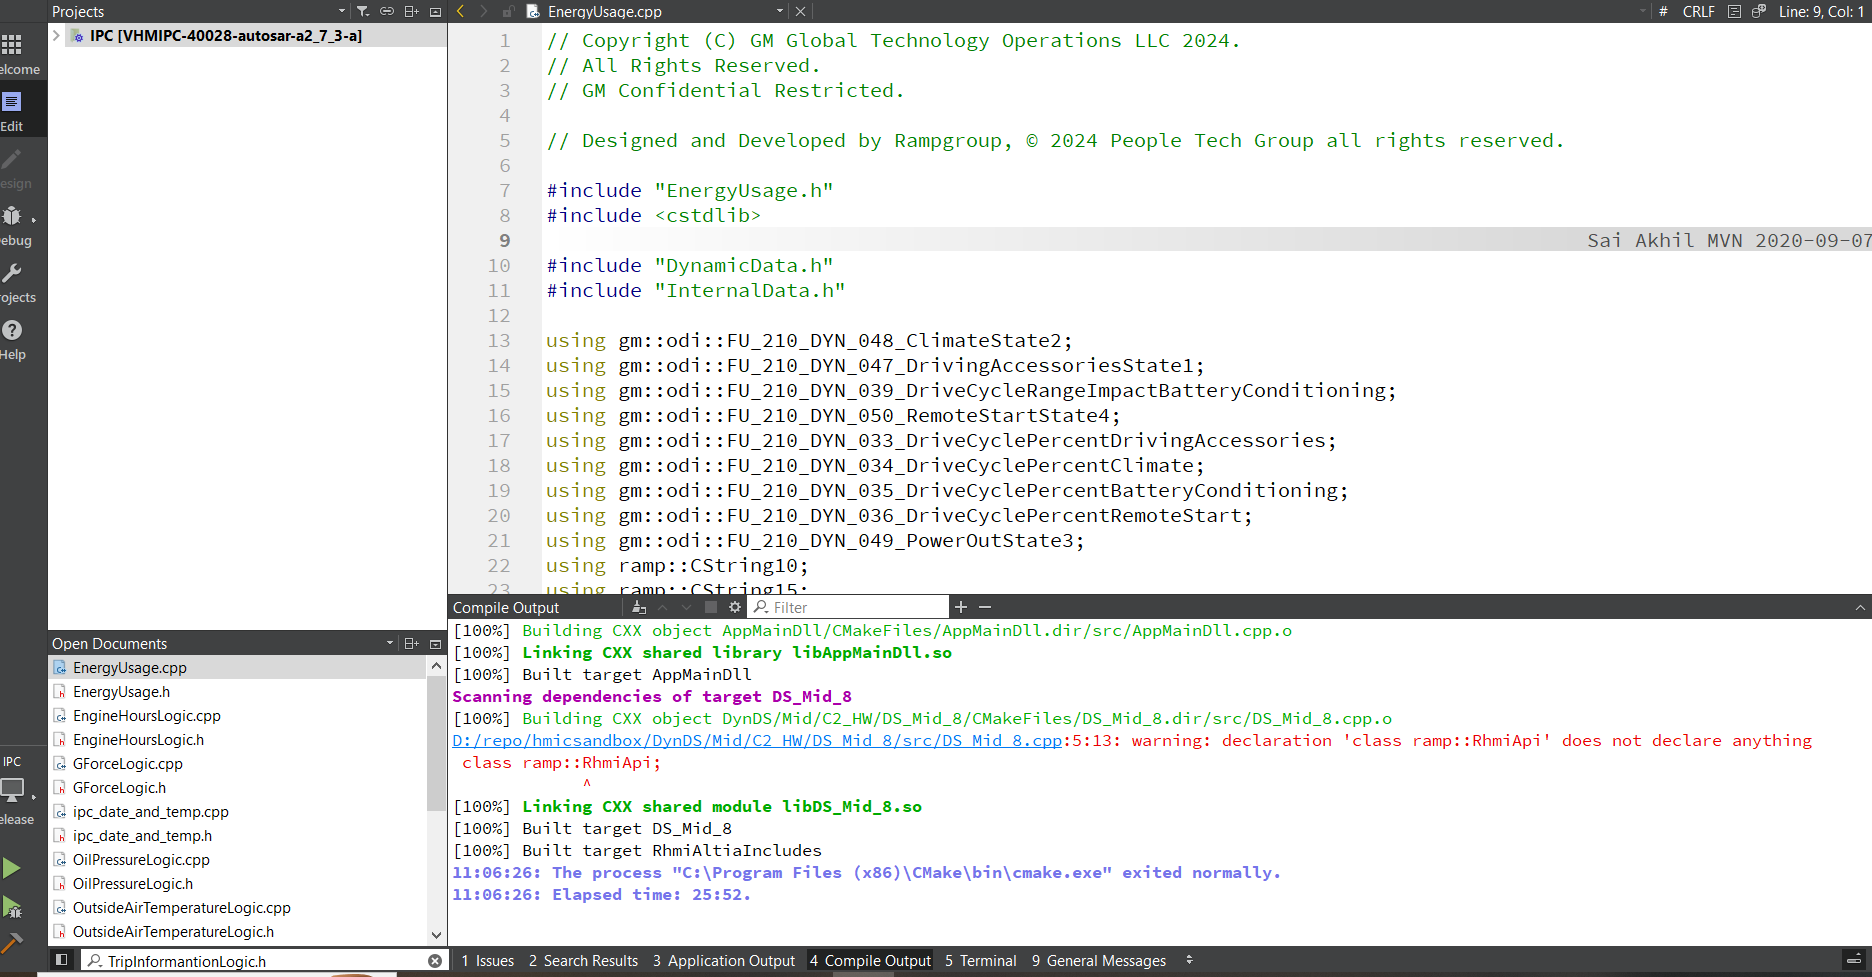 Projects
EnergyUsage.cpp
# CRLF Line: 9, Col: 1
IPC [VHMIPC-40028-autosar-a2_7_3-a]
elcome
Edit
esign
ebug
rojects
Help
IPC
elease
1 // Copyright (C) GM Global Technology Operations LLC 2024.
2 // All Rights Reserved.
3 // GM Confidential Restricted.
4
5 // Designed and Developed by Rampgroup, © 2024 People Tech Group all rights reserved.
6
7 #include "EnergyUsage.h"
8 #include <cstdlib>
9 Sai Akhil MVN 2020-09-07
10 #include "DynamicData.h"
11 #include "InternalData.h"
12
13 using gm::odi::FU_210_DYN_048_ClimateState2;
14 using gm::odi::FU_210_DYN_047_DrivingAccessoriesState1;
15 using gm::odi::FU_210_DYN_039_DriveCycleRangeImpactBatteryConditioning;
16 using gm::odi::FU_210_DYN_050_RemoteStartState4;
17 using gm::odi::FU_210_DYN_033_DriveCyclePercentDrivingAccessories;
18 using gm::odi::FU_210_DYN_034_DriveCyclePercentClimate;
19 using gm::odi::FU_210_DYN_035_DriveCyclePercentBatteryConditioning;
20 using gm::odi::FU_210_DYN_036_DriveCyclePercentRemoteStart;
21 using gm::odi::FU_210_DYN_049_PowerOutState3;
22 using ramp::CString10;
23 using ramp::CString15;
Open Documents
EnergyUsage.cpp
EnergyUsage.h
EngineHoursLogic.cpp
EngineHoursLogic.h
GForceLogic.cpp
GForceLogic.h
ipc_date_and_temp.cpp
ipc_date_and_temp.h
OilPressureLogic.cpp
OilPressureLogic.h
OutsideAirTemperatureLogic.cpp
OutsideAirTemperatureLogic.h
Compile Output Filter
[100%] Building CXX object AppMainDll/CMakeFiles/AppMainDll.dir/src/AppMainDll.cpp.o
[100%] Linking CXX shared library libAppMainDll.so
[100%] Built target AppMainDll
Scanning dependencies of target DS_Mid_8
[100%] Building CXX object DynDS/Mid/C2_HW/DS_Mid_8/CMakeFiles/DS_Mid_8.dir/src/DS_Mid_8.cpp.o
D:/repo/hmicsandbox/DynDS/Mid/C2_HW/DS_Mid_8/src/DS_Mid_8.cpp:5:13: warning: declaration 'class ramp::RhmiApi' does not declare anything
class ramp::RhmiApi;
^
[100%] Linking CXX shared module libDS_Mid_8.so
[100%] Built target DS_Mid_8
[100%] Built target RhmiAltiaIncludes
11:06:26: The process "C:\Program Files (x86)\CMake\bin\cmake.exe" exited normally.
11:06:26: Elapsed time: 25:52.
TripInformantionLogic.h
1 Issues 2 Search Results 3 Application Output 4 Compile Output 5 Terminal 9 General Messages